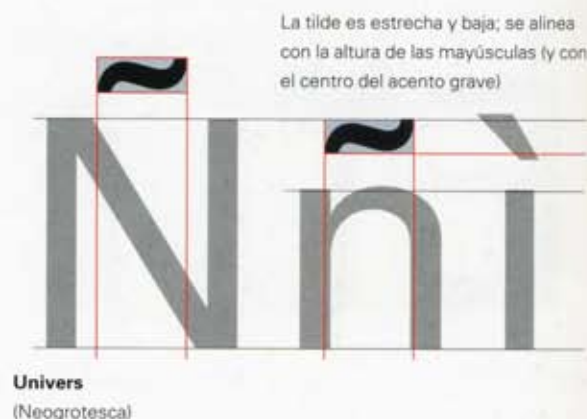 La tilde es estrecha y baja; se alinea
con la altura de las mayúsculas (y con
el centro del acento grave)
Ññì
Univers
(Neogrotesca)